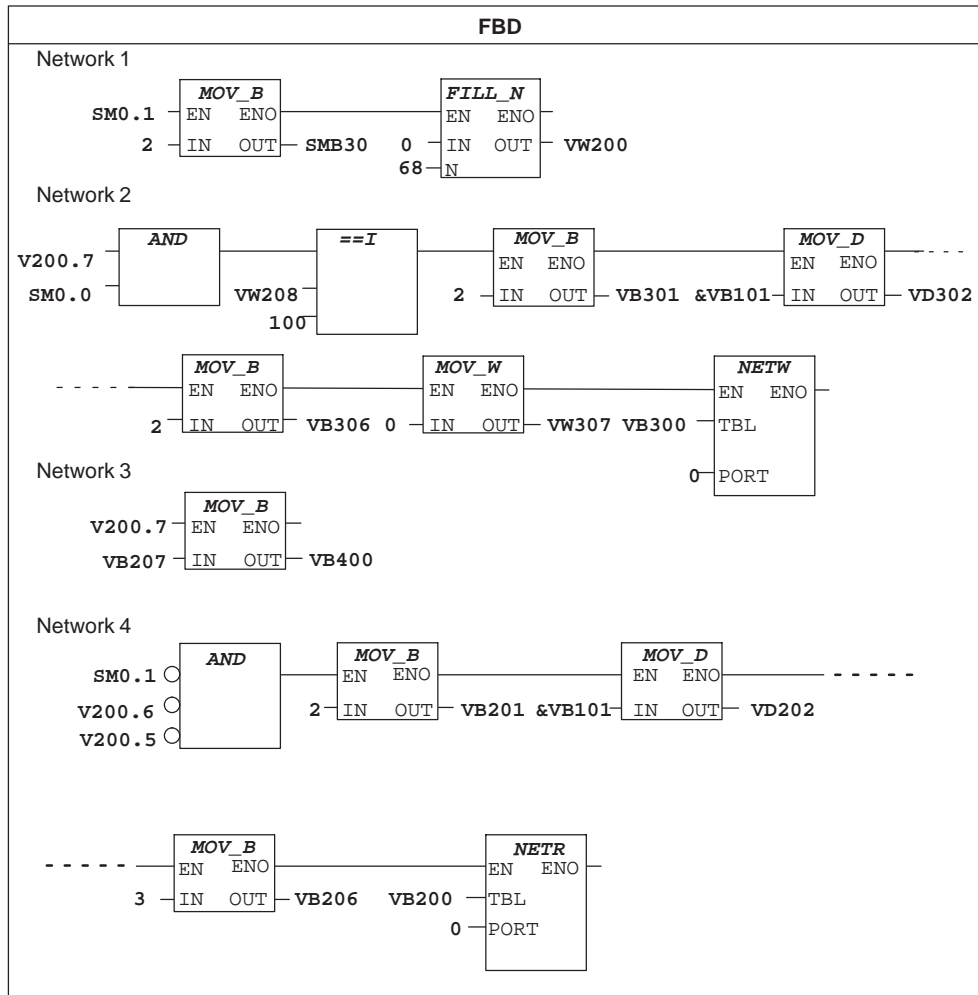 FBD
Network 1
MOV_B FILL_N
SM0.1 EN ENO EN ENO
2 IN OUT SMB30 0 IN OUT VW200
68 N
Network 2
AND ==I MOV_B MOV_D
V200.7 EN ENO EN ENO
SM0.0 VW208 2 IN OUT VB301 &VB101 IN OUT VD302
100
MOV_B MOV_W NETW
EN ENO EN ENO EN ENO
2 IN OUT VB306 0 IN OUT VW307 VB300 TBL
0 PORT
Network 3
MOV_B
V200.7 EN ENO
VB207 IN OUT VB400
Network 4
AND MOV_B MOV_D
SM0.1 EN ENO EN ENO
V200.6 2 IN OUT VB201 &VB101 IN OUT VD202
V200.5
MOV_B NETR
EN ENO EN ENO
3 IN OUT VB206 VB200 TBL
0 PORT